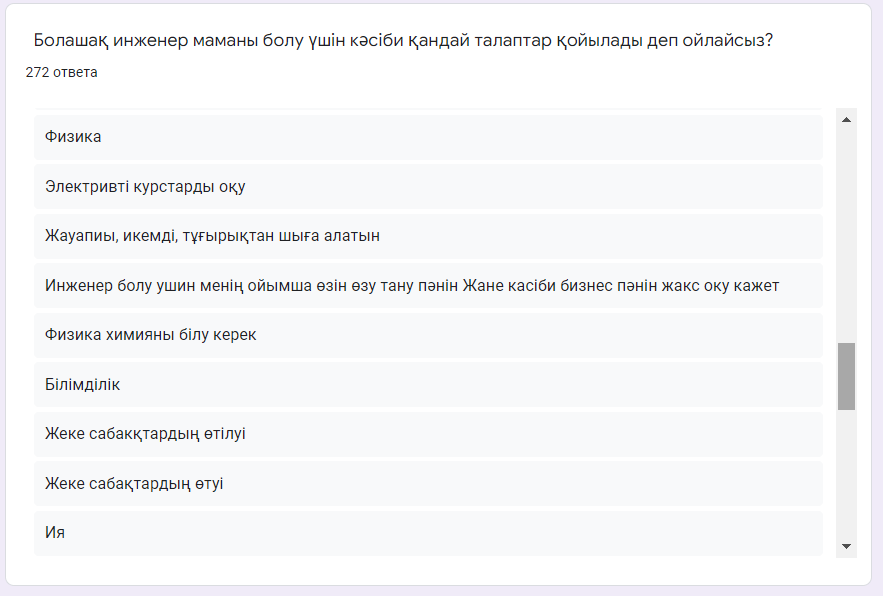 Болашақ инженер маманы болу үшін кәсіби қандай талаптар қойылады деп ойлайсыз?
272 ответа
Физика
Электривті курстарды оқу
Жауапиы, икемді, тұғырықтан шыға алатын
Инженер болу ушин менің ойымша өзін өзу тану пәнін Жане касіби бизнес пәнін жакс оку кажет
Физика химияны білу керек
Білімділік
Жеке сабакқтардың өтілуі
Жеке сабақтардың өтуі
Ия